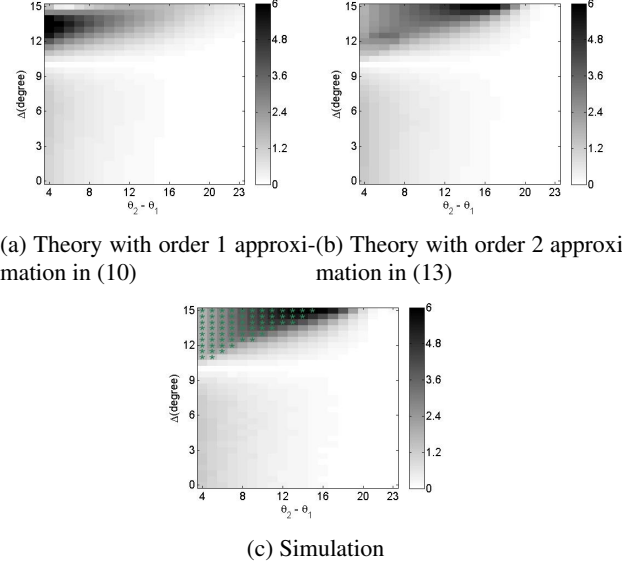 15
12
9
6
3
0
Δ(degree)
4 8 12 16 20 23
θ2 - θ1
6
4.8
3.6
2.4
1.2
0
15
12
9
6
3
0
Δ(degree)
4 8 12 16 20 23
θ2 - θ1
6
4.8
3.6
2.4
1.2
0
(a) Theory with order 1 approxi-
mation in (10)
(b) Theory with order 2 approxi
mation in (13)
15
12
9
6
3
0
Δ(degree)
4 8 12 16 20 23
θ2 - θ1
6
4.8
3.6
2.4
1.2
0
(c) Simulation